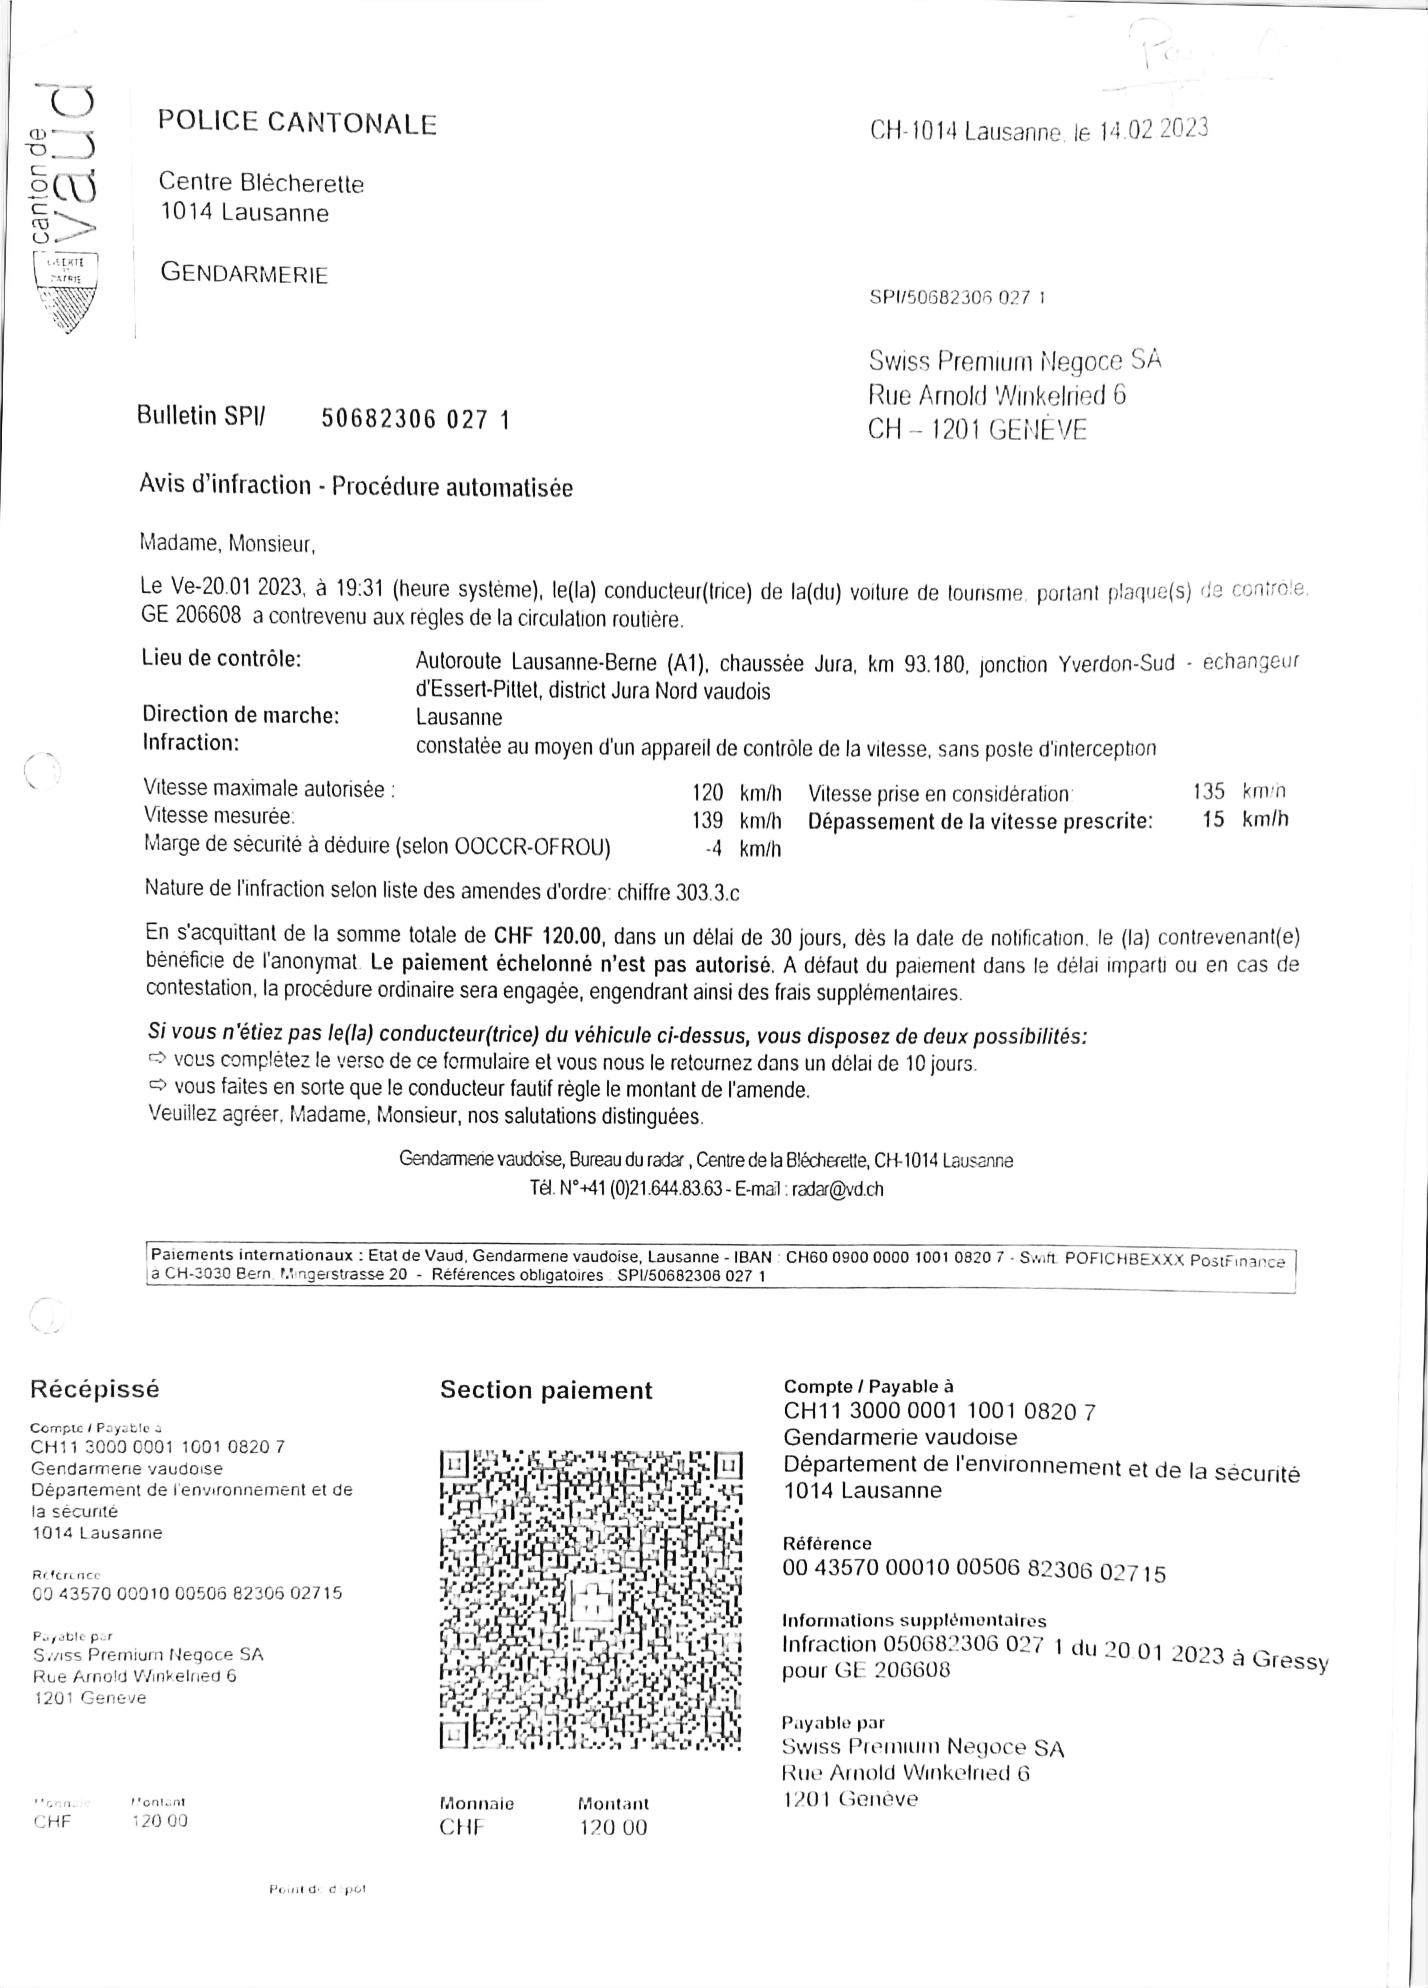 canton de
vaud
LIBERTÉ
ET
PATRIE
POLICE CANTONALE
Centre Blécherette
1014 Lausanne
GENDARMERIE
CH-1014 Lausanne, le 14.02 2023
SPI/50682306 027 1
Swiss Premium Negoce SA
Rue Arnold Winkelried 6
CH – 1201 GENÈVE
Bulletin SPI/ 50682306 027 1
Avis d'infraction - Procédure automatisée
Madame, Monsieur,
Le Ve-20.01 2023, à 19:31 (heure système), le(la) conducteur(trice) de la(du) voiture de tourisme, portant plaque(s) de contrôle,
GE 206608 a contrevenu aux règles de la circulation routière.
Lieu de contrôle: Autoroute Lausanne-Berne (A1), chaussée Jura, km 93.180, jonction Yverdon-Sud - échangeur
d'Essert-Pittet, district Jura Nord vaudois
Direction de marche: Lausanne
Infraction: constatée au moyen d'un appareil de contrôle de la vitesse, sans poste d'interception
Vitesse maximale autorisée : 120 km/h Vitesse prise en considération: 135 km/h
Vitesse mesurée: 139 km/h Dépassement de la vitesse prescrite: 15 km/h
Marge de sécurité à déduire (selon OOCCR-OFROU) -4 km/h
Nature de l'infraction selon liste des amendes d'ordre: chiffre 303.3.c
En s'acquittant de la somme totale de CHF 120.00, dans un délai de 30 jours, dès la date de notification, le (la) contrevenant(e)
bénéficie de l'anonymat. Le paiement échelonné n'est pas autorisé. A défaut du paiement dans le délai imparti ou en cas de
contestation, la procédure ordinaire sera engagée, engendrant ainsi des frais supplémentaires.
Si vous n'étiez pas le(la) conducteur(trice) du véhicule ci-dessus, vous disposez de deux possibilités:
⇨ vous complétez le verso de ce formulaire et vous nous le retournez dans un délai de 10 jours.
⇨ vous faites en sorte que le conducteur fautif règle le montant de l'amende.
Veuillez agréer, Madame, Monsieur, nos salutations distinguées.
Gendarmerie vaudoise, Bureau du radar , Centre de la Blécherette, CH-1014 Lausanne
Tél. N°+41 (0)21.644.83.63 - E-mail : radar@vd.ch
Paiements internationaux : Etat de Vaud, Gendarmerie vaudoise, Lausanne - IBAN : CH60 0900 0000 1001 0820 7 - Swift: POFICHBEXXX PostFinance
à CH-3030 Bern, Mingerstrasse 20 - Références obligatoires : SPI/50682306 027 1
Récépissé
Compte / Payable à
CH11 3000 0001 1001 0820 7
Gendarmerie vaudoise
Département de l'environnement et de
la sécurité
1014 Lausanne
Référence
00 43570 00010 00506 82306 02715
Payable par
Swiss Premium Negoce SA
Rue Arnold Winkelried 6
1201 Genève
Monnaie Montant
CHF 120 00
Point de dépôt
Section paiement
Monnaie Montant
CHF 120 00
Compte / Payable à
CH11 3000 0001 1001 0820 7
Gendarmerie vaudoise
Département de l'environnement et de la sécurité
1014 Lausanne
Référence
00 43570 00010 00506 82306 02715
Informations supplémentaires
Infraction 050682306 027 1 du 20 01 2023 à Gressy
pour GE 206608
Payable par
Swiss Premium Negoce SA
Rue Arnold Winkelried 6
1201 Genève